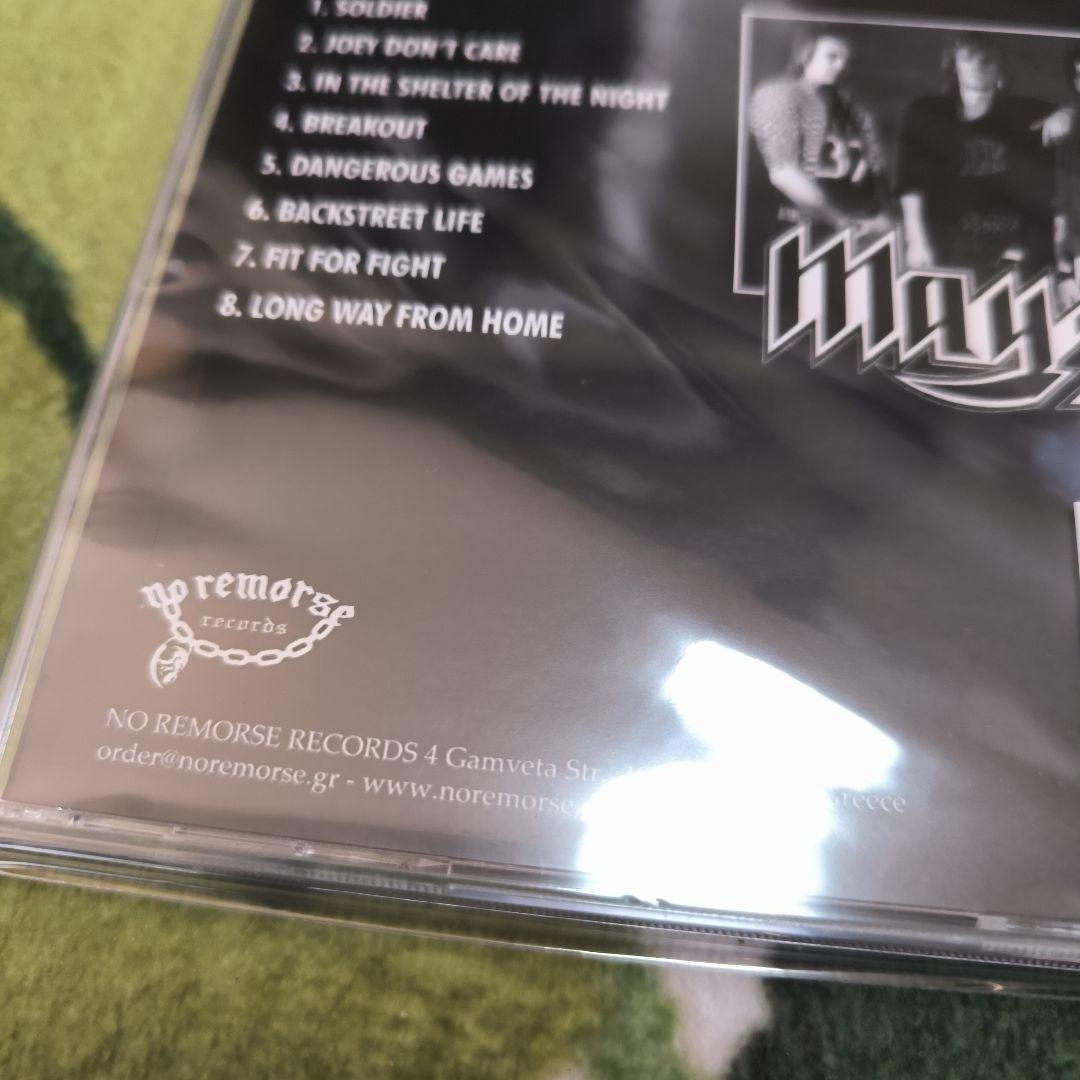 1. SOLDIER
2. JOEY DON'T CARE
3. IN THE SHELTER OF THE NIGHT
4. BREAKOUT
5. DANGEROUS GAMES
6. BACKSTREET LIFE
7. FIT FOR FIGHT
8. LONG WAY FROM HOME
37
no remorse
records
NO REMORSE RECORDS 4 Gamveta Str. Greece
order@noremorse.gr - www.noremorse